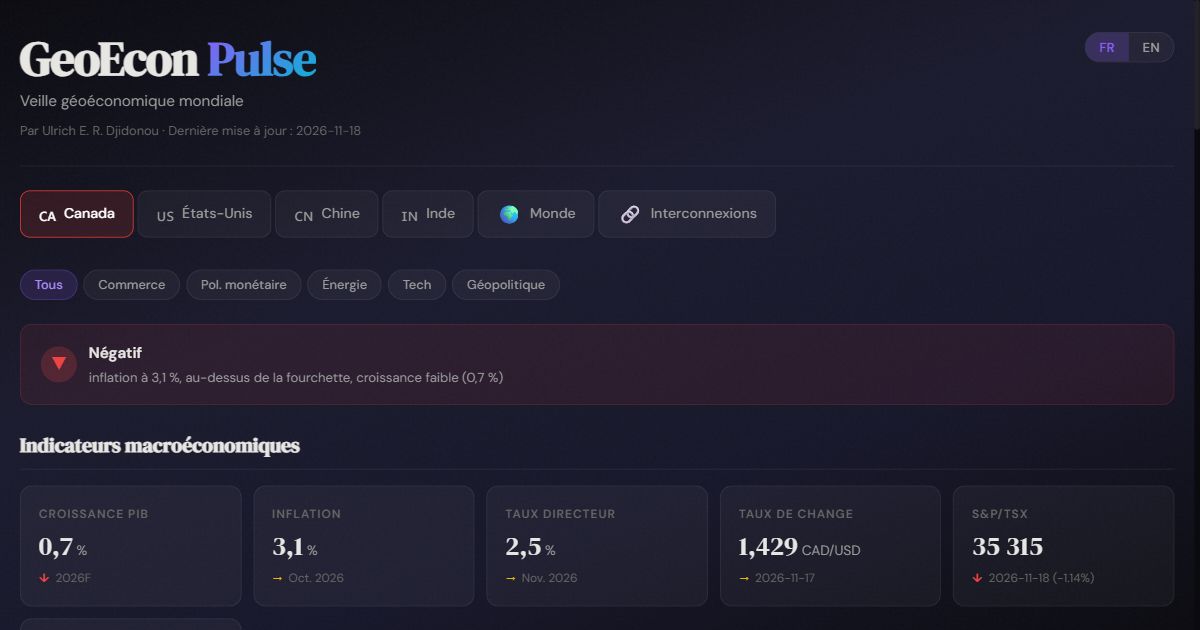 GeoEcon Pulse
FR EN
Veille géoéconomique mondiale
Par Ulrich E. R. Djidonou · Dernière mise à jour : 2026-11-18
CA Canada US États-Unis CN Chine IN Inde Monde Interconnexions
Tous Commerce Pol. monétaire Énergie Tech Géopolitique
Négatif
inflation à 3,1 %, au-dessus de la fourchette, croissance faible (0,7 %)
Indicateurs macroéconomiques
CROISSANCE PIB
0,7 %
↓ 2026F
INFLATION
3,1 %
→ Oct. 2026
TAUX DIRECTEUR
2,5 %
→ Nov. 2026
TAUX DE CHANGE
1,429 CAD/USD
→ 2026-11-17
S&P/TSX
35 315
↓ 2026-11-18 (-1.14%)